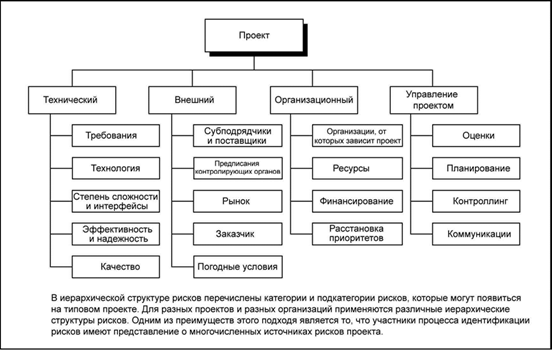 Проект
Технический
Внешний
Организационный
Управление
проектом
Требования
Технология
Степень сложности
и интерфейсы
Эффективность
и надежность
Качество
Субподрядчики
и поставщики
Предписания
контролирующих органов
Рынок
Заказчик
Погодные условия
Организации, от
которых зависит проект
Ресурсы
Финансирование
Расстановка
приоритетов
Оценки
Планирование
Контроллинг
Коммуникации
В иерархической структуре рисков перечислены категории и подкатегории рисков, которые могут появиться
на типовом проекте. Для разных проектов и разных организаций применяются различные иерархические
структуры рисков. Одним из преимуществ этого подхода является то, что участники процесса идентификации
рисков имеют представление о многочисленных источниках рисков проекта.